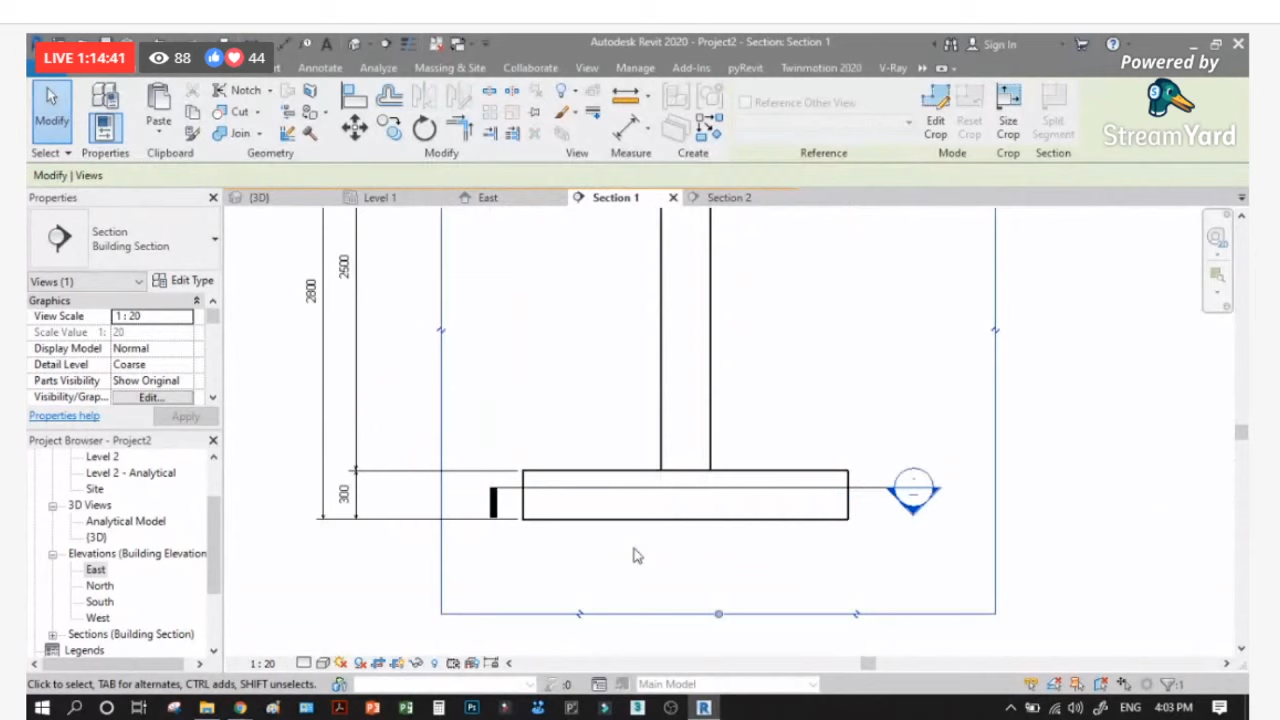 LIVE 1:14:41
88
44
Autodesk Revit 2020 - Project2 - Section: Section 1
Sign In
Powered by
StreamYard
Annotate
Analyze
Massing & Site
Collaborate
View
Manage
Add-Ins
pyRevit
Twinmotion 2020
V-Ray
Modify
Paste
Notch
Cut
Join
Reference Other View
Edit Crop
Reset Crop
Size Crop
Split Segment
Select
Properties
Clipboard
Geometry
Modify
View
Measure
Create
Reference
Mode
Crop
Section
Modify | Views
Properties
{3D}
Level 1
East
Section 1
Section 2
Section
Building Section
Views (1)
Edit Type
Graphics
View Scale 1 : 20
Scale Value 1: 20
Display Model Normal
Detail Level Coarse
Parts Visibility Show Original
Visibility/Grap... Edit...
Properties help
Apply
Project Browser - Project2
Level 2
Level 2 - Analytical
Site
3D Views
Analytical Model
{3D}
Elevations (Building Elevation
East
North
South
West
Sections (Building Section)
Legends
2800
2500
300
1 : 20
Click to select, TAB for alternates, CTRL adds, SHIFT unselects.
:0
Main Model
:1
ENG
4:03 PM